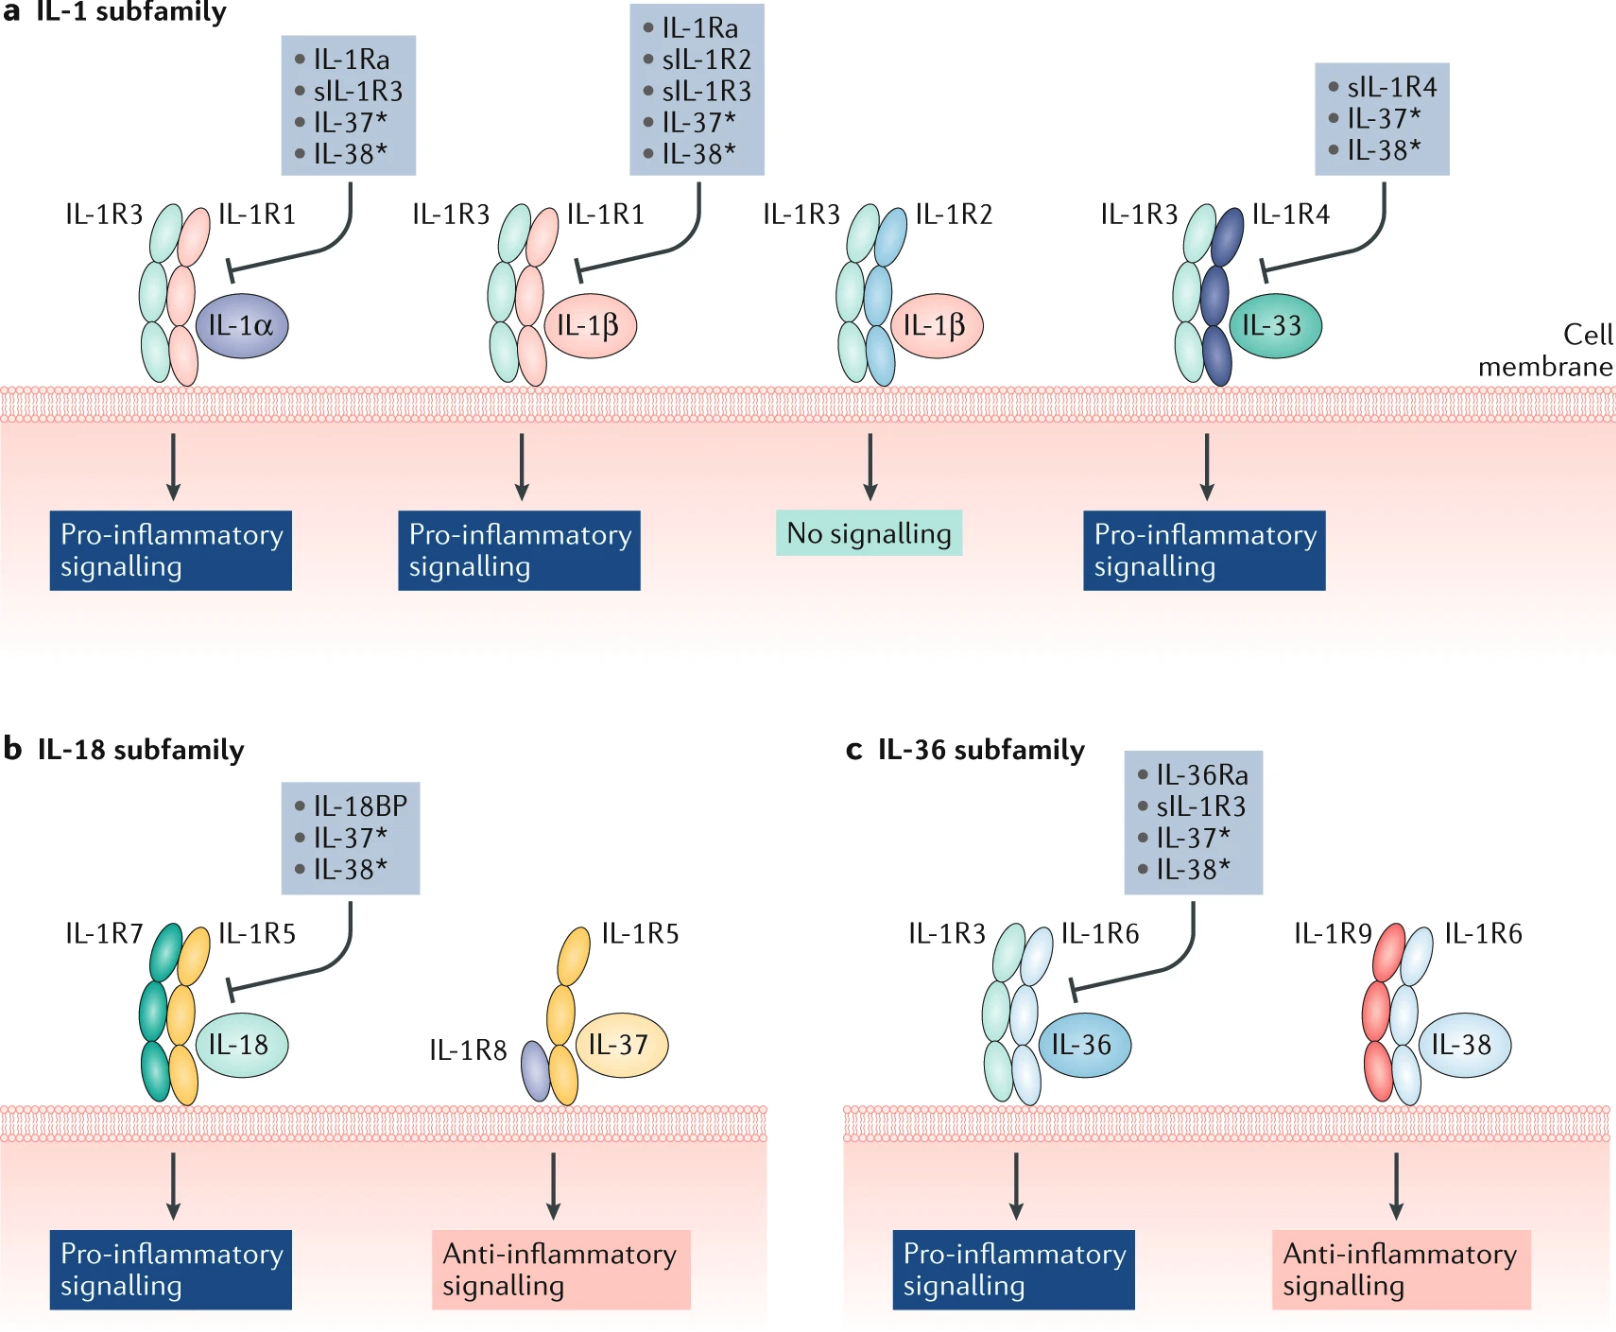 a IL-1 subfamily
• IL-1Ra
• sIL-1R3
• IL-37*
• IL-38*
• IL-1Ra
• sIL-1R2
• sIL-1R3
• IL-37*
• IL-38*
• sIL-1R4
• IL-37*
• IL-38*
IL-1R3 IL-1R1
IL-1R3 IL-1R1
IL-1R3 IL-1R2
IL-1R3 IL-1R4
IL-1α
IL-1β
IL-1β
IL-33
Cell
membrane
Pro-inflammatory
signalling
Pro-inflammatory
signalling
No signalling
Pro-inflammatory
signalling
b IL-18 subfamily
• IL-18BP
• IL-37*
• IL-38*
IL-1R7 IL-1R5
IL-1R5
IL-18
IL-1R8
IL-37
Pro-inflammatory
signalling
Anti-inflammatory
signalling
c IL-36 subfamily
• IL-36Ra
• sIL-1R3
• IL-37*
• IL-38*
IL-1R3 IL-1R6
IL-1R9 IL-1R6
IL-36
IL-38
Pro-inflammatory
signalling
Anti-inflammatory
signalling